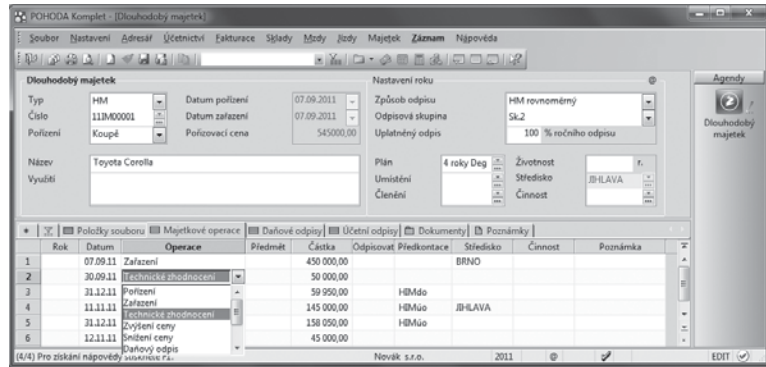 POHODA Komplet - [Dlouhodobý majetek]
Soubor Nastavení Adresář Účetnictví Fakturace Sklady Mzdy Jízdy Majetek Záznam Nápověda
Dlouhodobý majetek Nastavení roku @ Agendy
Typ HM Datum pořízení 07.09.2011 Způsob odpisu HM rovnoměrný
Číslo 11IM00001 Datum zařazení 07.09.2011 Odpisová skupina Sk.2
Pořízení Koupě Pořizovací cena 545000,00 Uplatněný odpis 100 % ročního odpisu
Dlouhodobý majetek
Název Toyota Corolla Plán 4 roky Deg Životnost r.
Využití Umístění Středisko JIHLAVA
Členění Činnost
Položky souboru Majetkové operace Daňové odpisy Účetní odpisy Dokumenty Poznámky
Rok Datum Operace Předmět Částka Odpisovat Předkontace Středisko Činnost Poznámka
1 07.09.11 Zařazení 450 000,00 BRNO
2 30.09.11 Technické zhodnocení 50 000,00
3 31.12.11 Pořízení 59 950,00 HIMdo
4 11.11.11 Zařazení 145 000,00 HIMúo JIHLAVA
Technické zhodnocení
5 31.12.11 Zvýšení ceny 158 050,00 HIMúo
6 12.11.11 Snížení ceny 45 000,00
Daňový odpis
(4/4) Pro získání nápovědy stiskněte F1. Novák s.r.o. 2011 @ EDIT